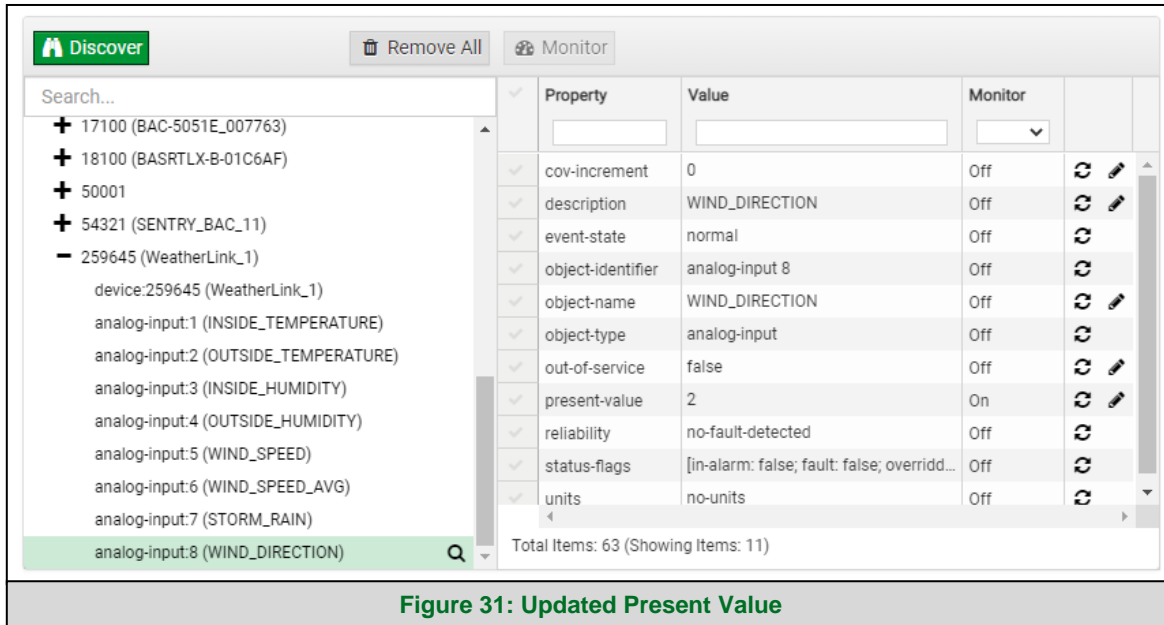 Discover Remove All Monitor
Search...
17100 (BAC-5051E_007763)
18100 (BASRTLX-B-01C6AF)
50001
54321 (SENTRY_BAC_11)
259645 (WeatherLink_1)
device:259645 (WeatherLink_1)
analog-input:1 (INSIDE_TEMPERATURE)
analog-input:2 (OUTSIDE_TEMPERATURE)
analog-input:3 (INSIDE_HUMIDITY)
analog-input:4 (OUTSIDE_HUMIDITY)
analog-input:5 (WIND_SPEED)
analog-input:6 (WIND_SPEED_AVG)
analog-input:7 (STORM_RAIN)
analog-input:8 (WIND_DIRECTION)
Property Value Monitor
cov-increment 0 Off
description WIND_DIRECTION Off
event-state normal Off
object-identifier analog-input 8 Off
object-name WIND_DIRECTION Off
object-type analog-input Off
out-of-service false Off
present-value 2 On
reliability no-fault-detected Off
status-flags [in-alarm: false; fault: false; overridd... Off
units no-units Off
Total Items: 63 (Showing Items: 11)
Figure 31: Updated Present Value